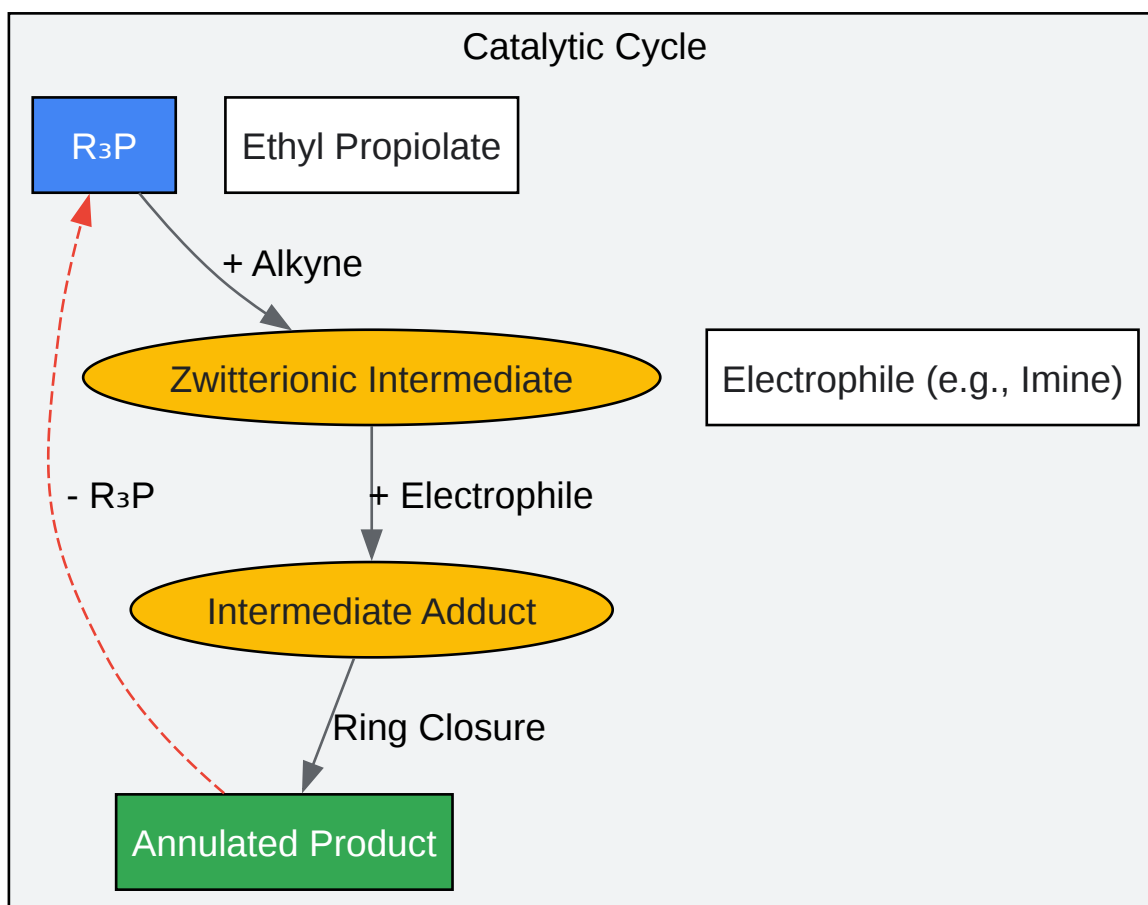 Catalytic Cycle
R₃P
Ethyl Propiolate
+ Alkyne
Zwitterionic Intermediate
Electrophile (e.g., Imine)
- R₃P
+ Electrophile
Intermediate Adduct
Ring Closure
Annulated Product